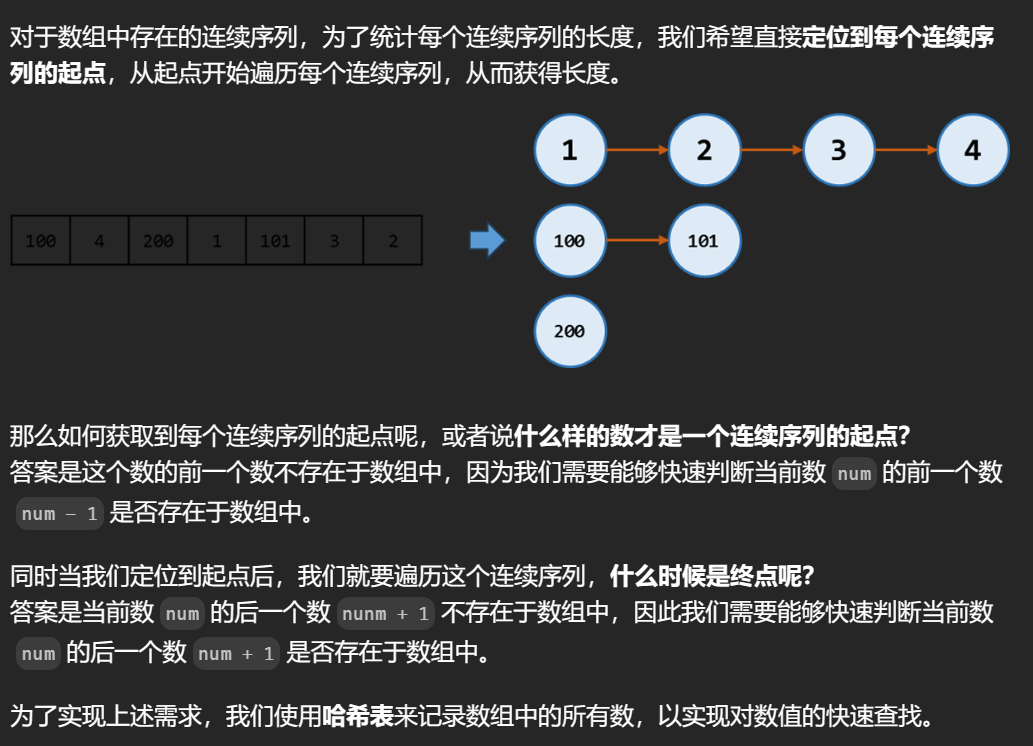 对于数组中存在的连续序列，为了统计每个连续序列的长度，我们希望直接定位到每个连续序
列的起点，从起点开始遍历每个连续序列，从而获得长度。
1 2 3 4
100 4 200 1 101 3 2
100 101
200
那么如何获取到每个连续序列的起点呢，或者说什么样的数才是一个连续序列的起点？
答案是这个数的前一个数不存在于数组中，因为我们需要能够快速判断当前数 num 的前一个数
num - 1 是否存在于数组中。
同时当我们定位到起点后，我们就要遍历这个连续序列，什么时候是终点呢？
答案是当前数 num 的后一个数 nunm + 1 不存在于数组中，因此我们需要能够快速判断当前数
num 的后一个数 num + 1 是否存在于数组中。
为了实现上述需求，我们使用哈希表来记录数组中的所有数，以实现对数值的快速查找。